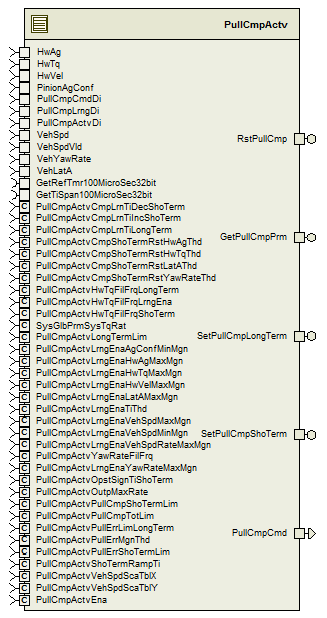 PullCmpActv
HwAg
HwTq
HwVel
PinionAgConf
PullCmpCmdDi
PullCmpLrngDi
PullCmpActvDi
VehSpd
VehSpdVld
VehYawRate
VehLatA
GetRefTmr100MicroSec32bit
GetTiSpan100MicroSec32bit
PullCmpActvCmpLrnTiDecShoTerm
PullCmpActvCmpLrnTiIncShoTerm
PullCmpActvCmpLrnTiLongTerm
PullCmpActvCmpShoTermRstHwAgThd
PullCmpActvCmpShoTermRstHwTqThd
PullCmpActvCmpShoTermRstLatAThd
PullCmpActvCmpShoTermRstYawRateThd
PullCmpActvHwTqFilFrqLongTerm
PullCmpActvHwTqFilFrqLrngEna
PullCmpActvHwTqFilFrqShoTerm
SysGlbPrmSysTqRat
PullCmpActvLongTermLim
PullCmpActvLrngEnaAgConfMinMgn
PullCmpActvLrngEnaHwAgMaxMgn
PullCmpActvLrngEnaHwTqMaxMgn
PullCmpActvLrngEnaHwVelMaxMgn
PullCmpActvLrngEnaLatAMaxMgn
PullCmpActvLrngEnaTiThd
PullCmpActvLrngEnaVehSpdMaxMgn
PullCmpActvLrngEnaVehSpdMinMgn
PullCmpActvLrngEnaVehSpdRateMaxMgn
PullCmpActvYawRateFilFrq
PullCmpActvLrngEnaYawRateMaxMgn
PullCmpActvOpstSignTiShoTerm
PullCmpActvOutpMaxRate
PullCmpActvPullCmpShoTermLim
PullCmpActvPullCmpTotLim
PullCmpActvPullErrLimLongTerm
PullCmpActvPullErrMgnThd
PullCmpActvPullErrShoTermLim
PullCmpActvShoTermRampTi
PullCmpActvVehSpdScaTblX
PullCmpActvVehSpdScaTblY
PullCmpActvEna
RstPullCmp
GetPullCmpPrm
SetPullCmpLongTerm
SetPullCmpShoTerm
PullCmpCmd